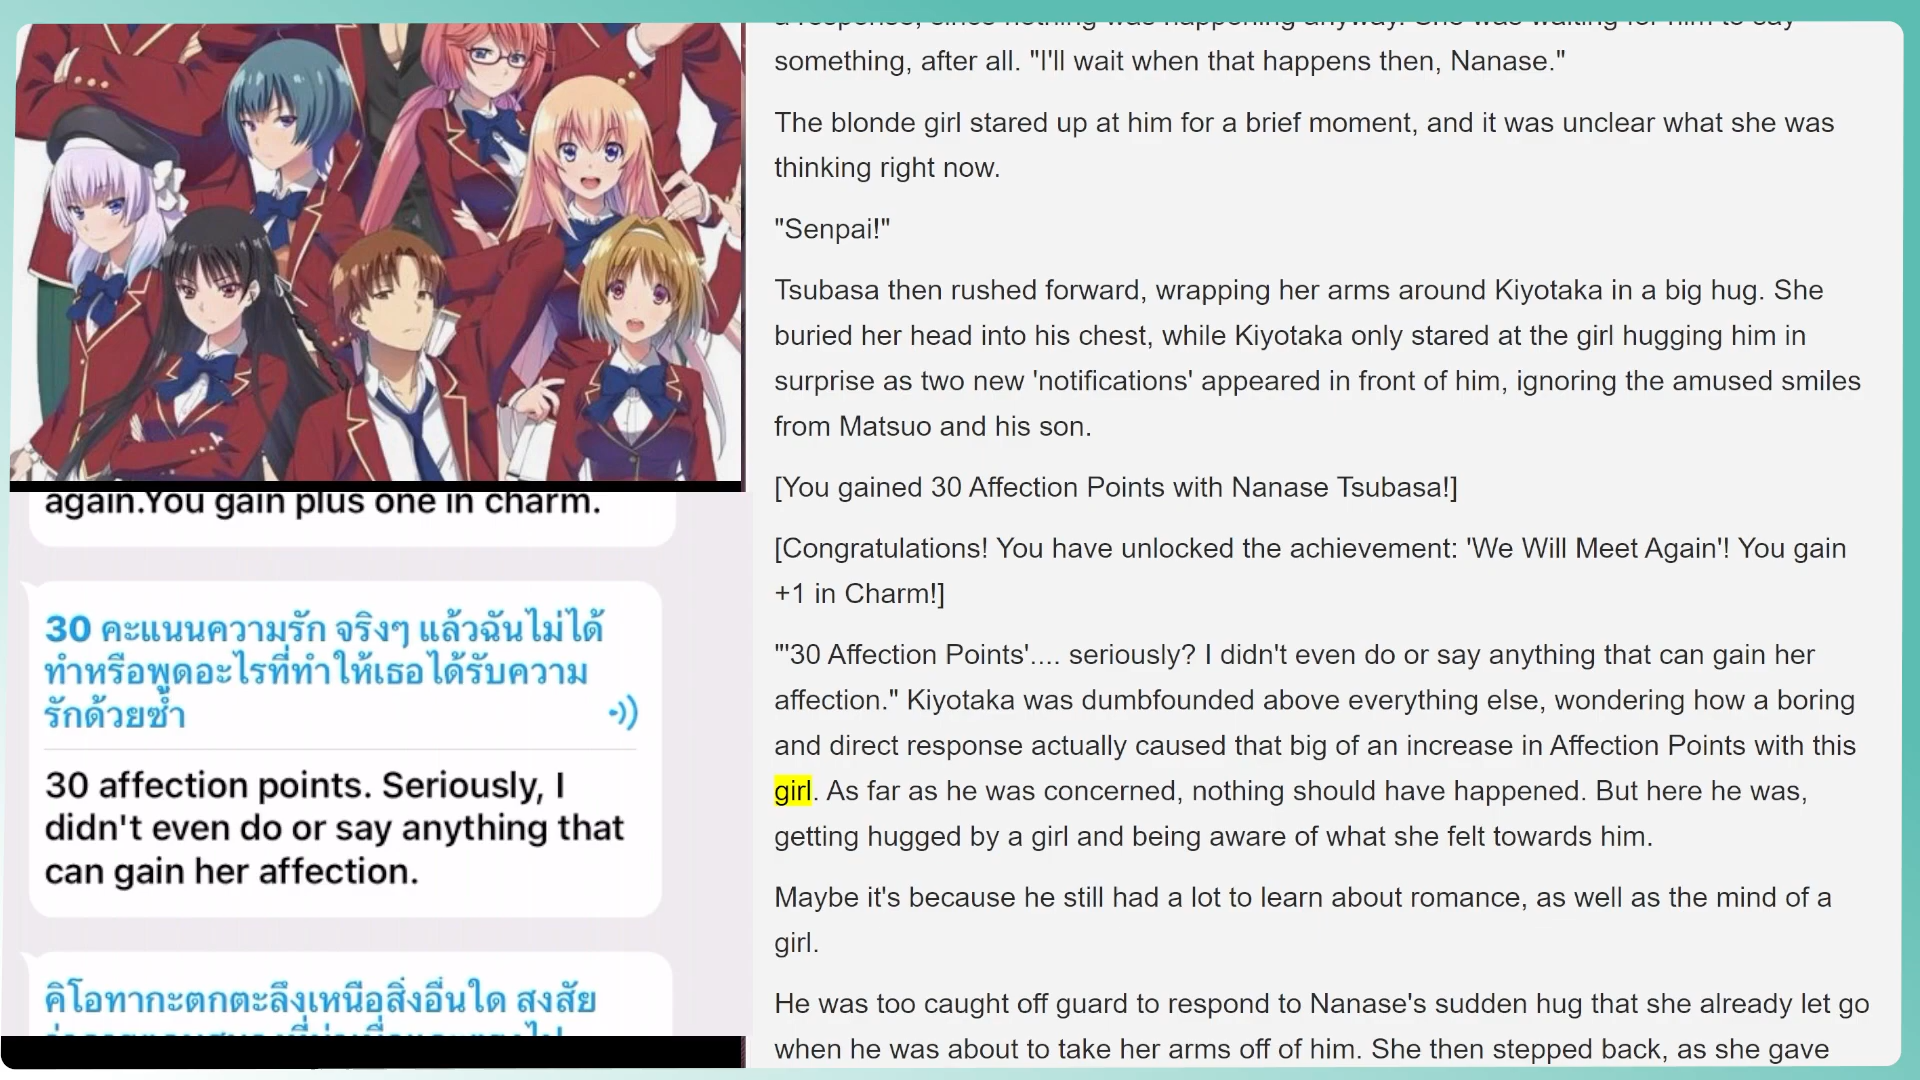 again.You gain plus one in charm.
30 คะแนนความรัก จริงๆ แล้วฉันไม่ได้
ทำหรือพูดอะไรที่ทำให้เธอได้รับความ
รักด้วยซ้ำ
30 affection points. Seriously, I
didn't even do or say anything that
can gain her affection.
คิโอทากะตกตะลึงเหนือสิ่งอื่นใด สงสัย
a response, since nothing was happening anyway. She was waiting for him to say
something, after all. "I'll wait when that happens then, Nanase."
The blonde girl stared up at him for a brief moment, and it was unclear what she was
thinking right now.
"Senpai!"
Tsubasa then rushed forward, wrapping her arms around Kiyotaka in a big hug. She
buried her head into his chest, while Kiyotaka only stared at the girl hugging him in
surprise as two new 'notifications' appeared in front of him, ignoring the amused smiles
from Matsuo and his son.
[You gained 30 Affection Points with Nanase Tsubasa!]
[Congratulations! You have unlocked the achievement: 'We Will Meet Again'! You gain
+1 in Charm!]
"'30 Affection Points'.... seriously? I didn't even do or say anything that can gain her
affection." Kiyotaka was dumbfounded above everything else, wondering how a boring
and direct response actually caused that big of an increase in Affection Points with this
girl. As far as he was concerned, nothing should have happened. But here he was,
getting hugged by a girl and being aware of what she felt towards him.
Maybe it's because he still had a lot to learn about romance, as well as the mind of a
girl.
He was too caught off guard to respond to Nanase's sudden hug that she already let go
when he was about to take her arms off of him. She then stepped back, as she gave